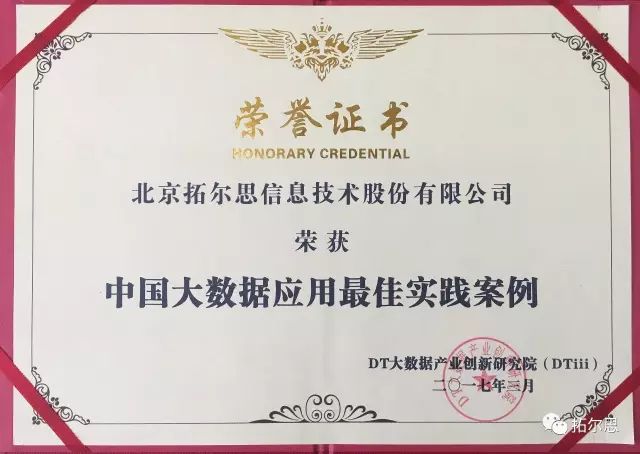 荣誉证书
HONORARY CREDENTIAL
北京拓尔思信息技术股份有限公司
荣获
中国大数据应用最佳实践案例
DT大数据产业创新研究院（DTiii）
二〇一七年三月
拓尔思